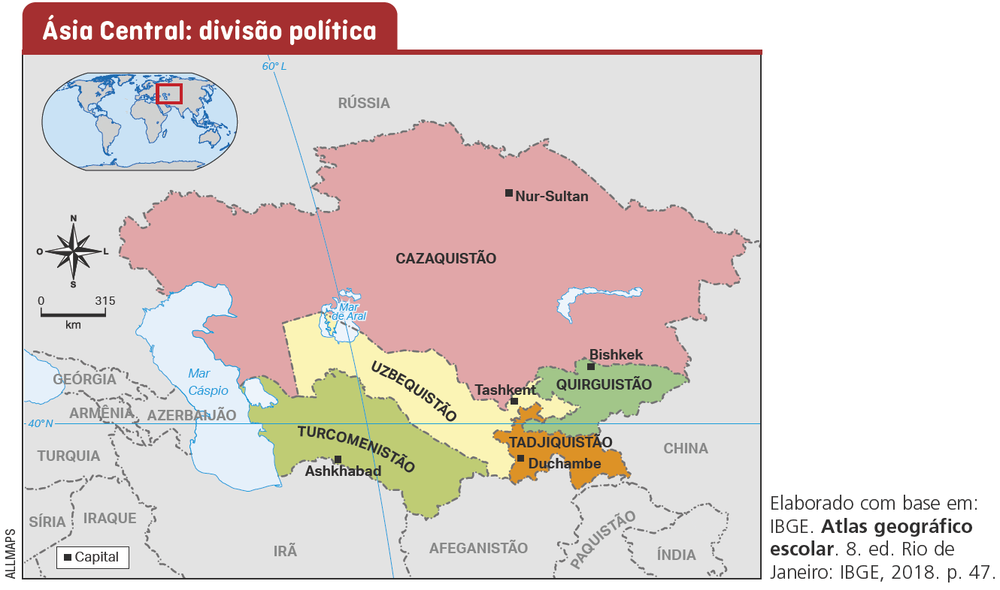 Ásia Central: divisão política
60° L
RÚSSIA
N
O
L
S
0 315
km
Nur-Sultan
CAZAQUISTÃO
Mar
de Aral
Mar
Cáspio
Bishkek
QUIRGUISTÃO
UZBEQUISTÃO
Tashkent
GEÓRGIA
ARMÊNIA
AZERBAIJÃO
40° N
TURQUIA
TURCOMENISTÃO
Ashkhabad
TADJIQUISTÃO
Duchambe
CHINA
SÍRIA
IRAQUE
IRÃ
AFEGANISTÃO
PAQUISTÃO
ÍNDIA
Capital
ALLMAPS
Elaborado com base em:
IBGE. Atlas geográfico
escolar. 8. ed. Rio de
Janeiro: IBGE, 2018. p. 47.